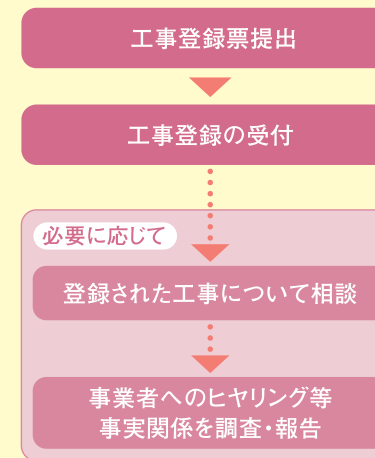 工事登録票提出
工事登録の受付
必要に応じて
登録された工事について相談
事業者へのヒヤリング等
事実関係を調査・報告